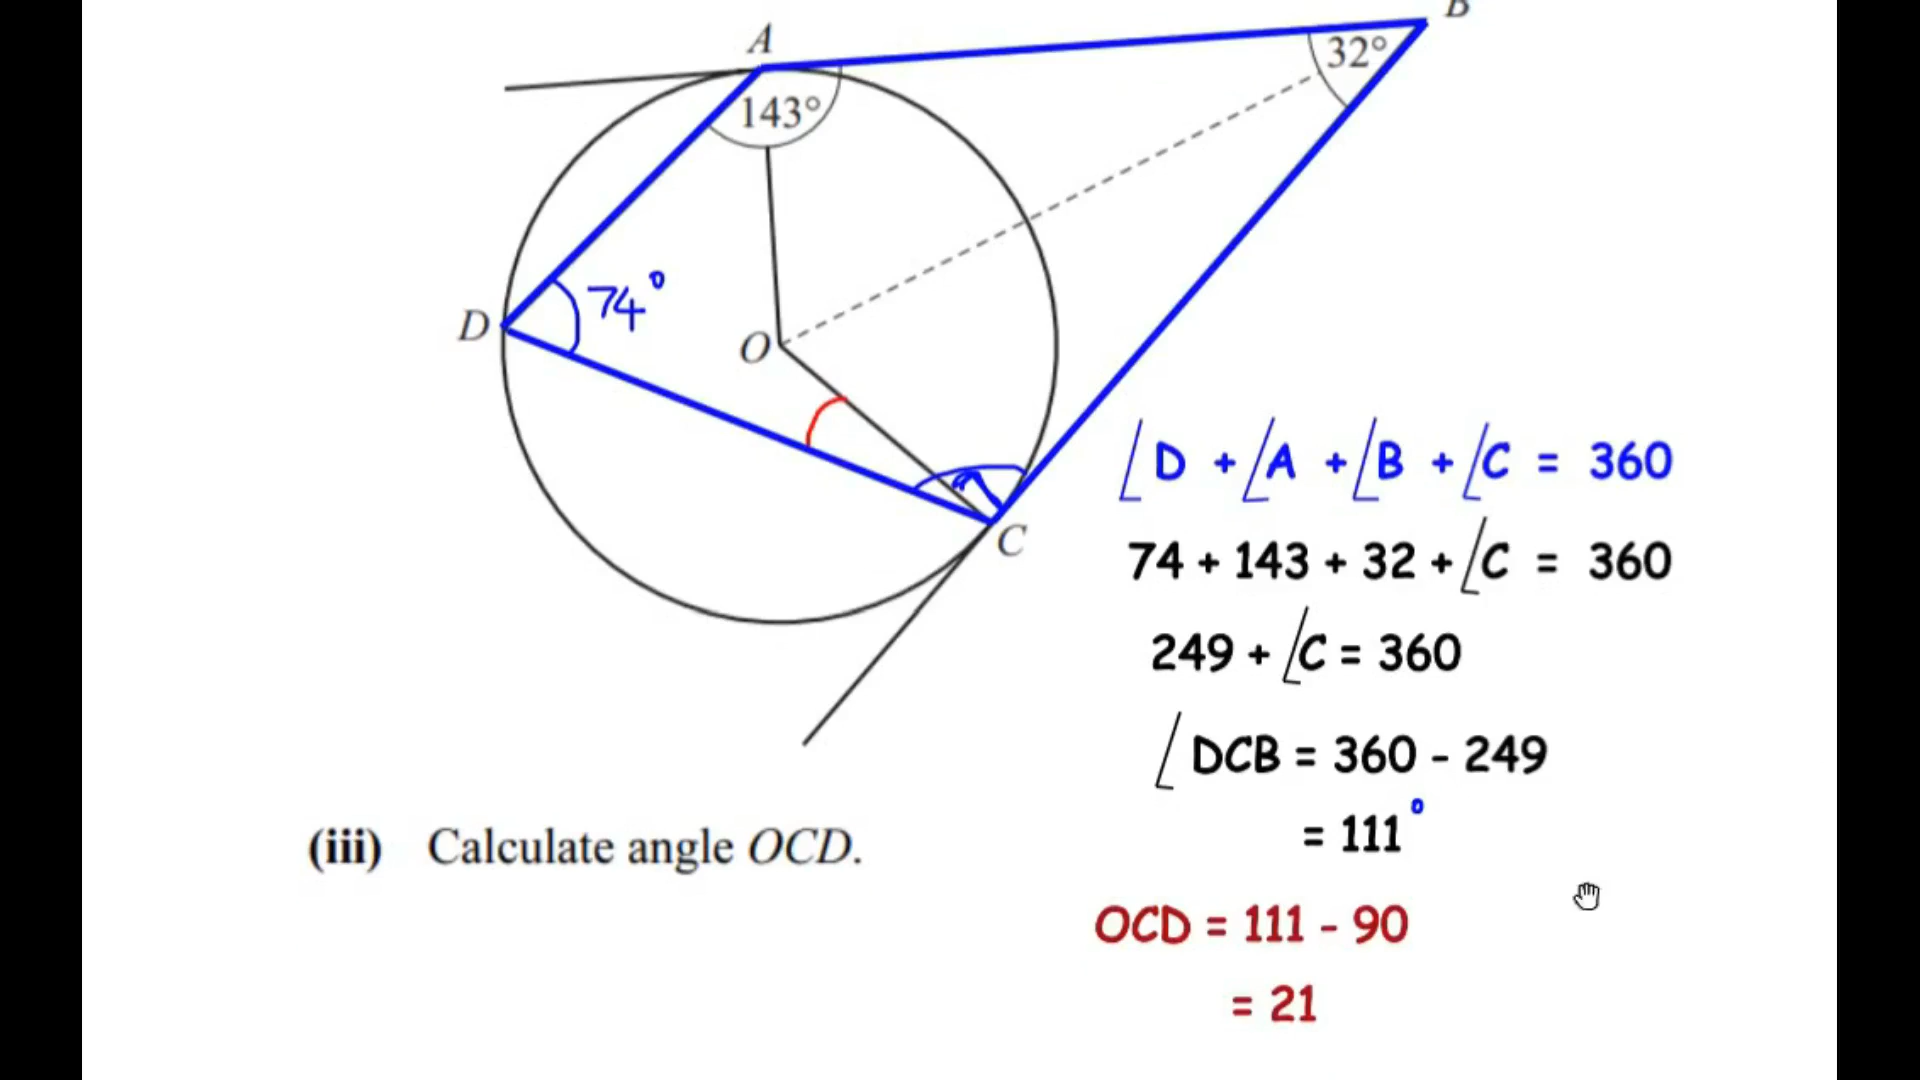 B
A
32°
143°
74°
D
O
C
∠D + ∠A + ∠B + ∠C = 360
74 + 143 + 32 + ∠C = 360
249 + ∠C = 360
∠DCB = 360 - 249
= 111°
(iii) Calculate angle OCD.
OCD = 111 - 90
= 21